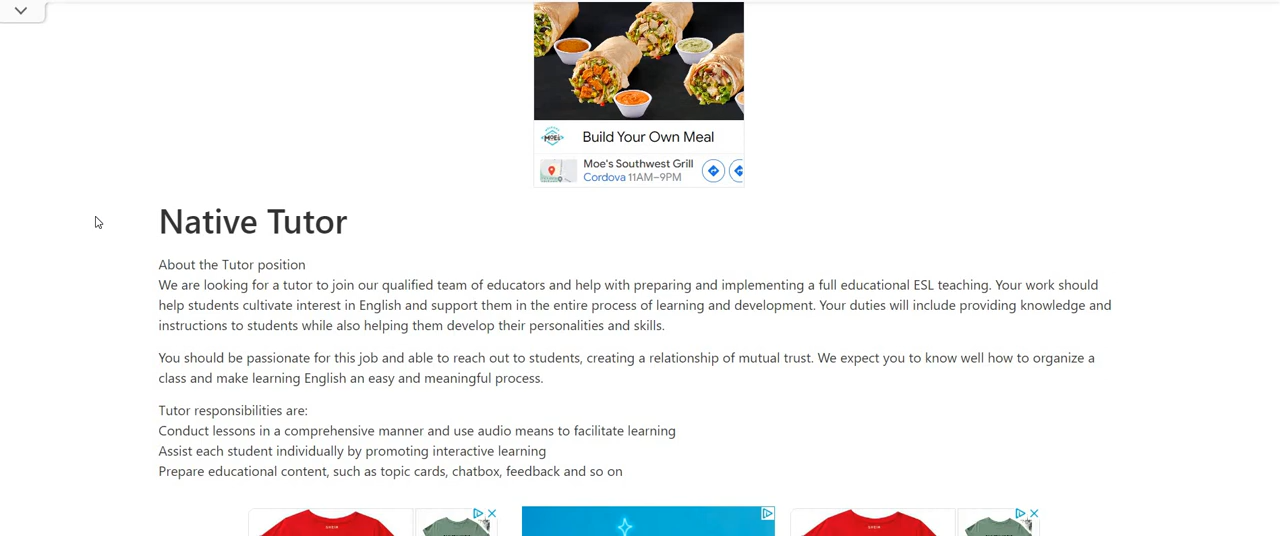 MOE'S
Build Your Own Meal
Moe's Southwest Grill
Cordova 11AM–9PM
Native Tutor
About the Tutor position
We are looking for a tutor to join our qualified team of educators and help with preparing and implementing a full educational ESL teaching. Your work should
help students cultivate interest in English and support them in the entire process of learning and development. Your duties will include providing knowledge and
instructions to students while also helping them develop their personalities and skills.
You should be passionate for this job and able to reach out to students, creating a relationship of mutual trust. We expect you to know well how to organize a
class and make learning English an easy and meaningful process.
Tutor responsibilities are:
Conduct lessons in a comprehensive manner and use audio means to facilitate learning
Assist each student individually by promoting interactive learning
Prepare educational content, such as topic cards, chatbox, feedback and so on
SHEIN
SHEIN